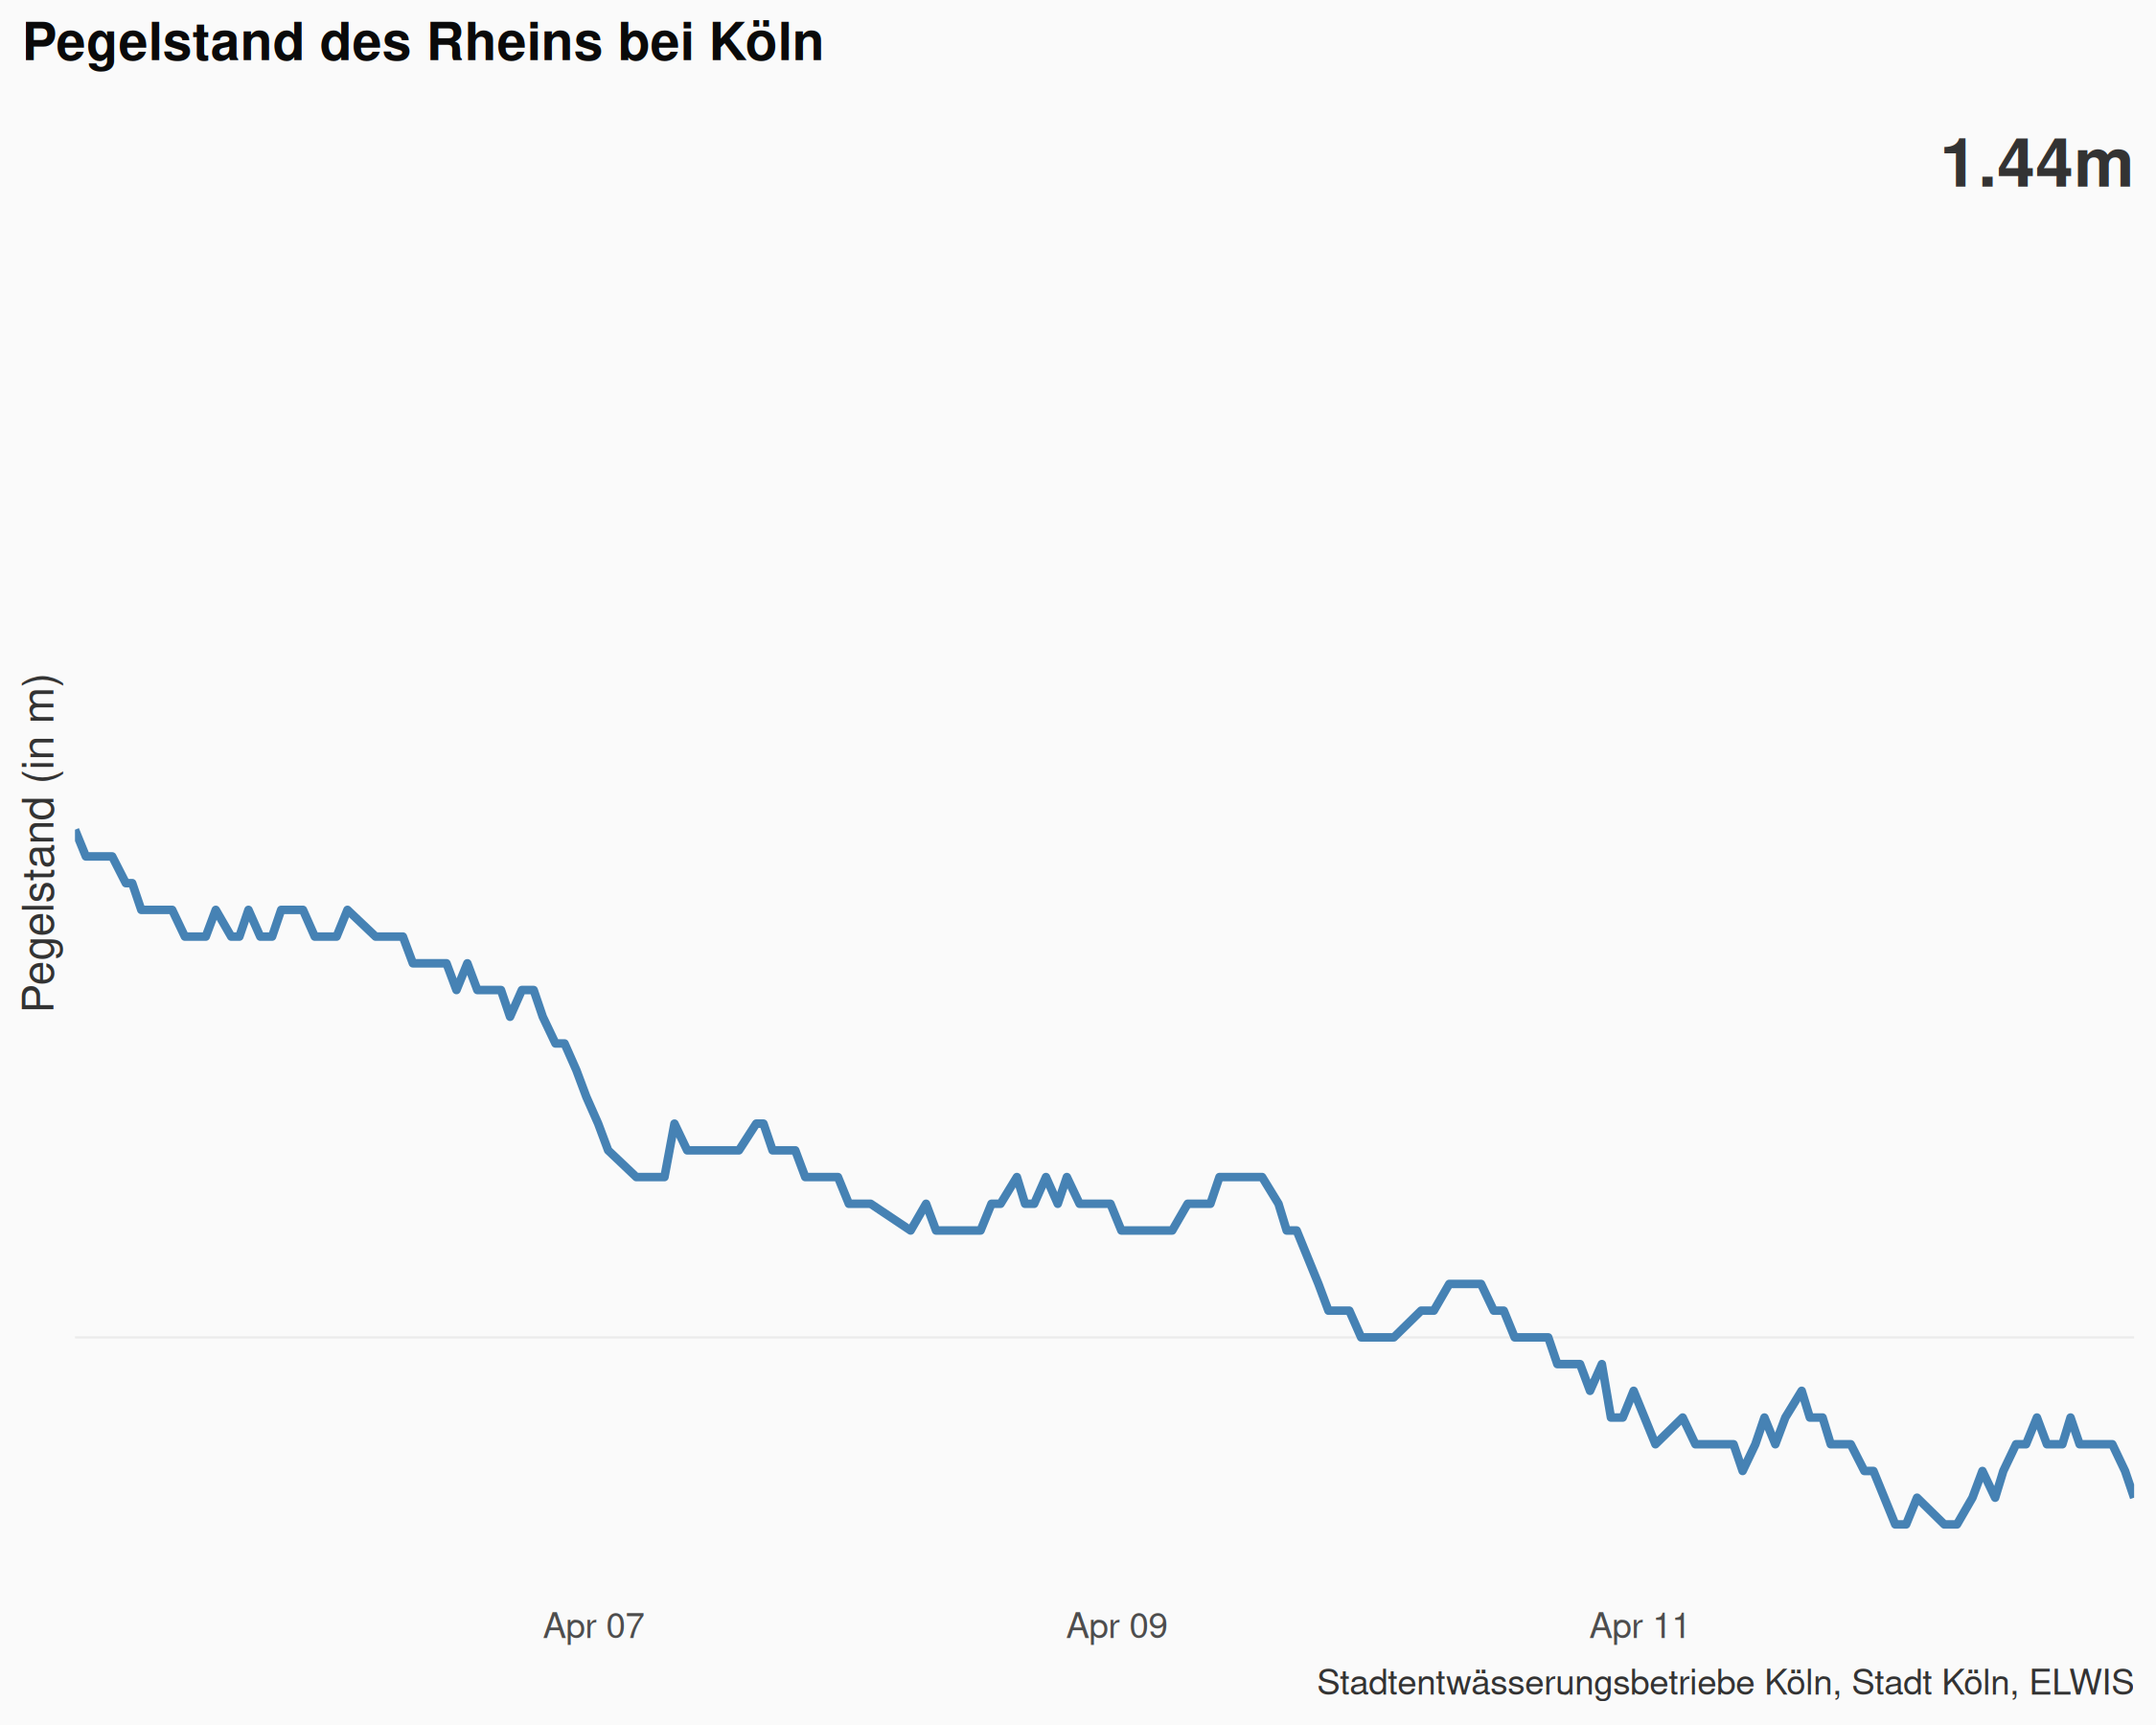 Pegelstand des Rheins bei Köln
1.44m
Pegelstand (in m)
Apr 07
Apr 09
Apr 11
Stadtentwässerungsbetriebe Köln, Stadt Köln, ELWIS